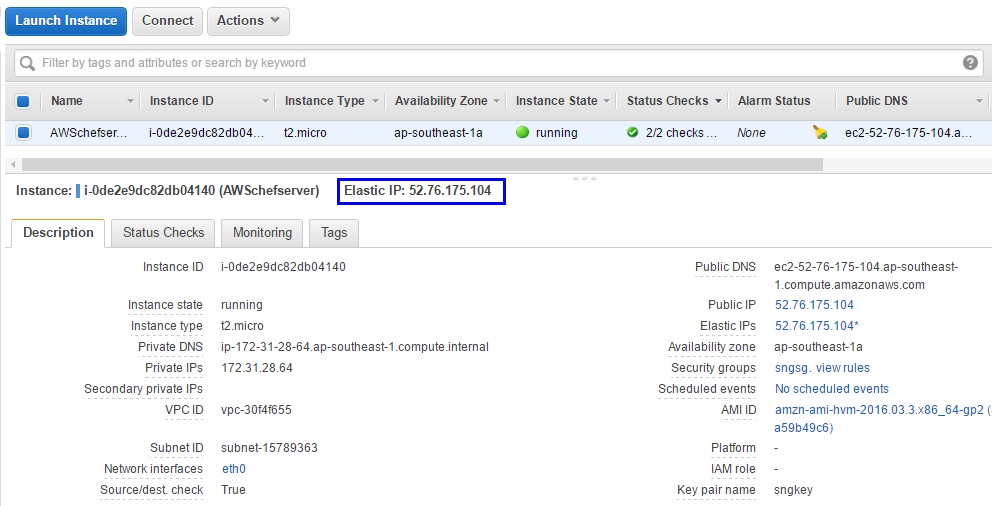 Launch Instance Connect Actions
Filter by tags and attributes or search by keyword
Name Instance ID Instance Type Availability Zone Instance State Status Checks Alarm Status Public DNS
AWSchefser... i-0de2e9dc82db04... t2.micro ap-southeast-1a running 2/2 checks ... None ec2-52-76-175-104.a...
Instance: i-0de2e9dc82db04140 (AWSchefserver) Elastic IP: 52.76.175.104
Description Status Checks Monitoring Tags
Instance ID i-0de2e9dc82db04140 Public DNS ec2-52-76-175-104.ap-southeast-
1.compute.amazonaws.com
Instance state running Public IP 52.76.175.104
Instance type t2.micro Elastic IPs 52.76.175.104*
Private DNS ip-172-31-28-64.ap-southeast-1.compute.internal Availability zone ap-southeast-1a
Private IPs 172.31.28.64 Security groups sngsg. view rules
Secondary private IPs Scheduled events No scheduled events
VPC ID vpc-30f4f655 AMI ID amzn-ami-hvm-2016.03.3.x86_64-gp2 (
a59b49c6)
Subnet ID subnet-15789363 Platform -
Network interfaces eth0 IAM role -
Source/dest. check True Key pair name sngkey